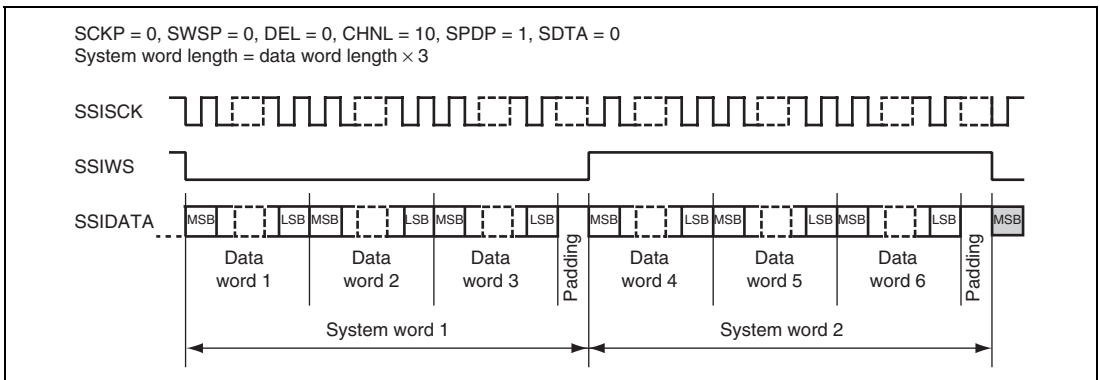 SCKP = 0, SWSP = 0, DEL = 0, CHNL = 10, SPDP = 1, SDTA = 0
System word length = data word length × 3
SSISCK
SSIWS
SSIDATA
MSB LSB MSB LSB MSB LSB MSB LSB MSB LSB MSB LSB MSB
Data word 1
Data word 2
Data word 3
Padding
Data word 4
Data word 5
Data word 6
Padding
System word 1
System word 2